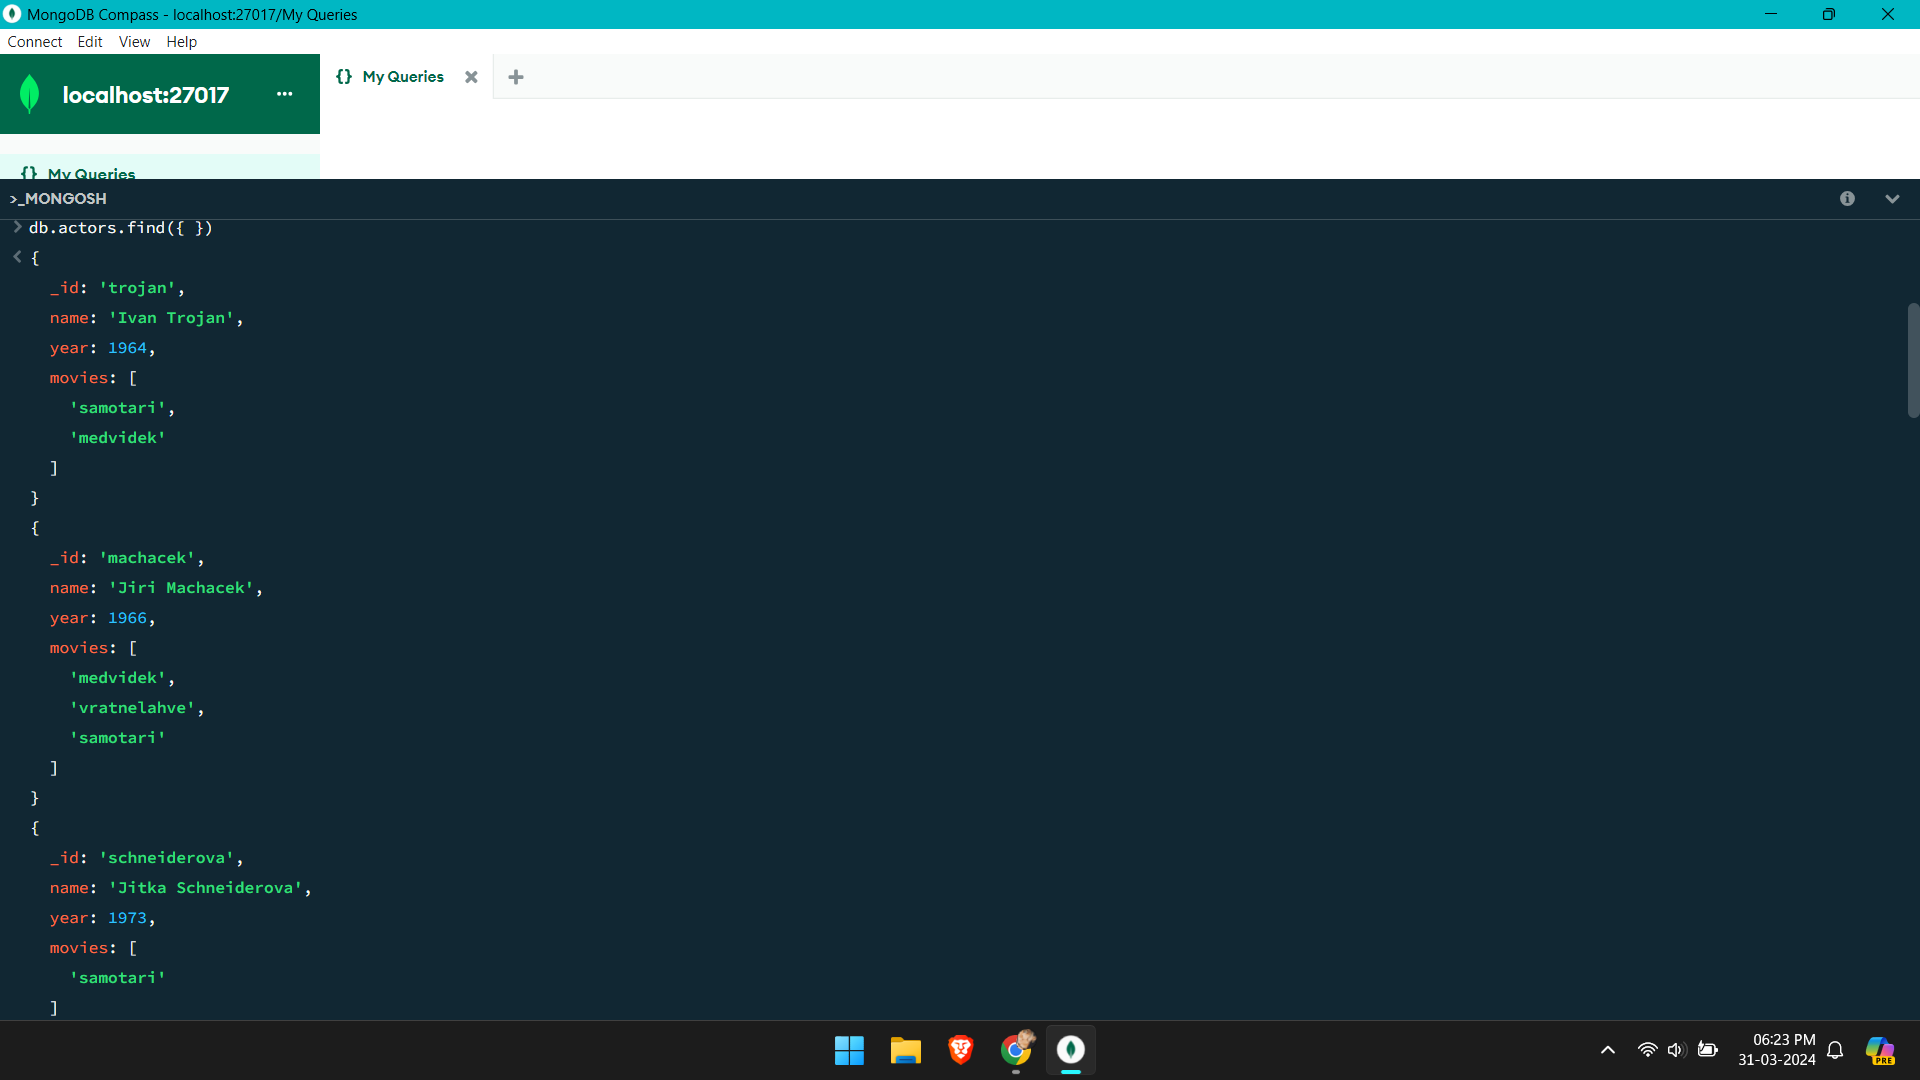 MongoDB Compass - localhost:27017/My Queries
Connect Edit View Help
localhost:27017 ...
{} My Queries
{} My Queries
>_MONGOSH
> db.actors.find({ })
< {
_id: 'trojan',
name: 'Ivan Trojan',
year: 1964,
movies: [
'samotari',
'medvidek'
]
}
{
_id: 'machacek',
name: 'Jiri Machacek',
year: 1966,
movies: [
'medvidek',
'vratnelahve',
'samotari'
]
}
{
_id: 'schneiderova',
name: 'Jitka Schneiderova',
year: 1973,
movies: [
'samotari'
]
06:23 PM
31-03-2024
PRE